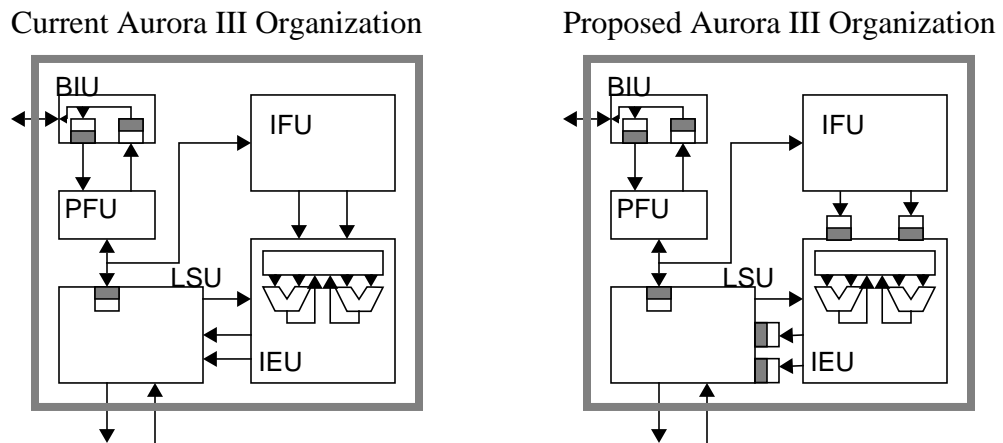 Current Aurora III Organization
BIU
IFU
PFU
LSU
IEU
Proposed Aurora III Organization
BIU
IFU
PFU
LSU
IEU